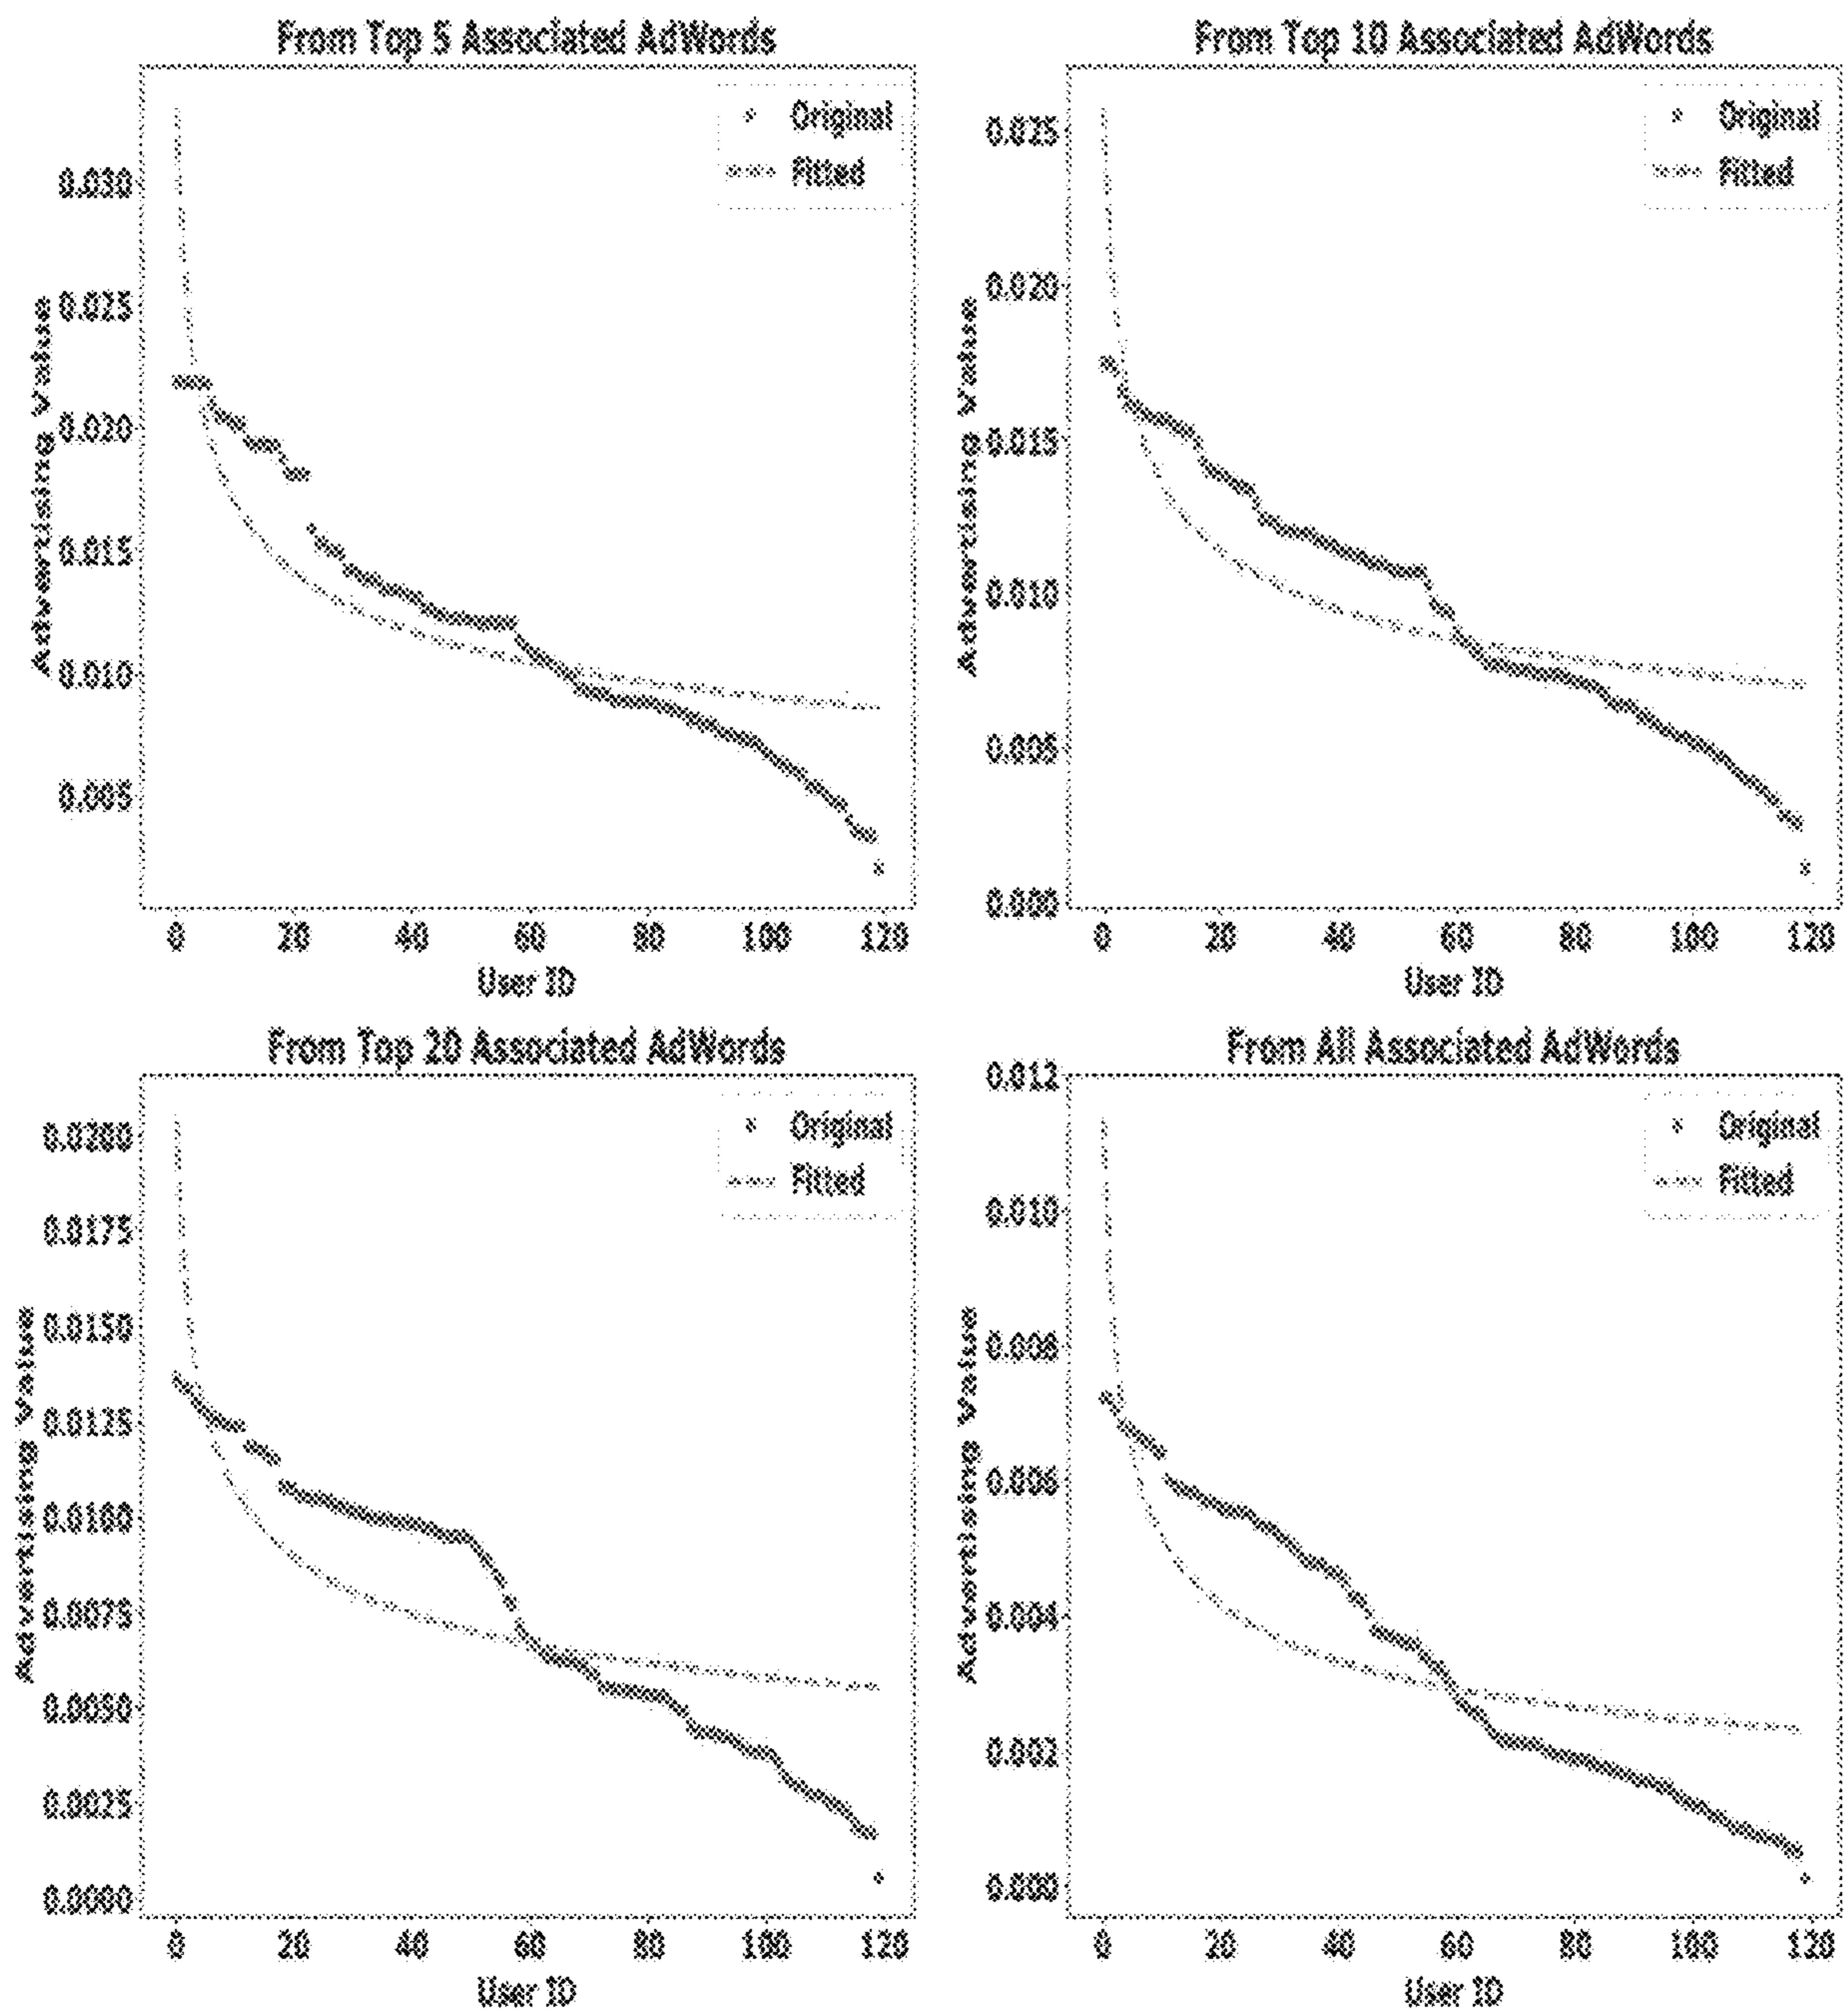 From Top 5 Associated AdWords
Original
Fitted
0.030
0.025
0.020
0.015
0.010
0.005
Advertising Value
0 20 40 60 80 100 120
User ID
From Top 10 Associated AdWords
Original
Fitted
0.025
0.020
0.015
0.010
0.005
0.000
Advertising Value
0 20 40 60 80 100 120
User ID
From Top 20 Associated AdWords
Original
Fitted
0.0200
0.0175
0.0150
0.0125
0.0100
0.0075
0.0050
0.0025
0.0000
Advertising Value
0 20 40 60 80 100 120
User ID
From All Associated AdWords
Original
Fitted
0.012
0.010
0.008
0.006
0.004
0.002
0.000
Advertising Value
0 20 40 60 80 100 120
User ID